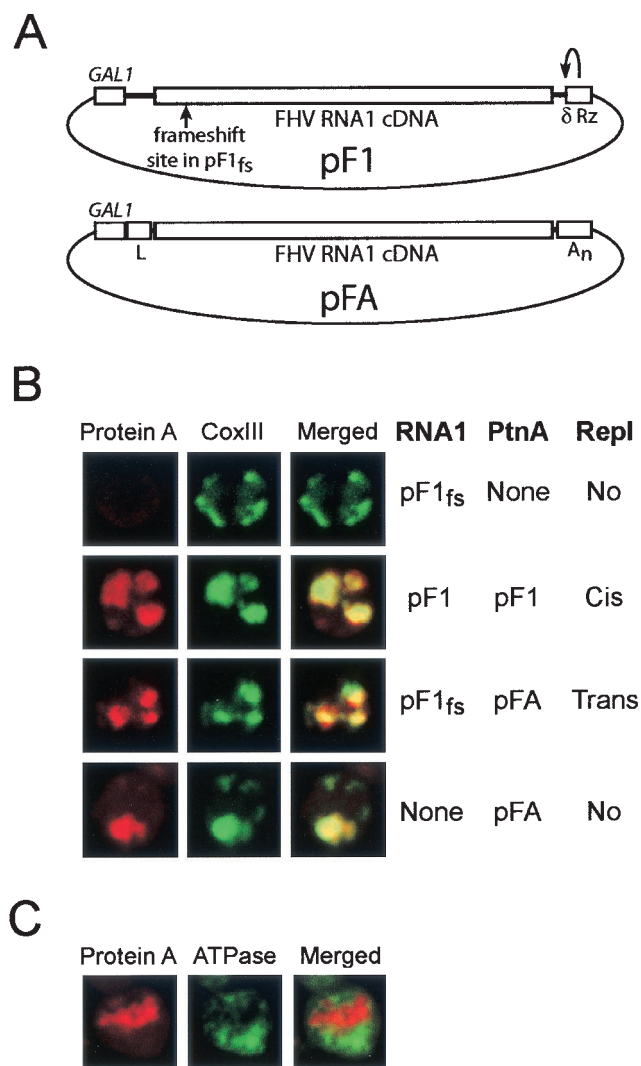 A
GAL1
FHV RNA1 cDNA
δ Rz
frameshift
site in pF1fs
pF1
GAL1
L
FHV RNA1 cDNA
An
pFA
B
Protein A CoxIII Merged RNA1 PtnA Repl
pF1fs None No
pF1 pF1 Cis
pF1fs pFA Trans
None pFA No
C
Protein A ATPase Merged